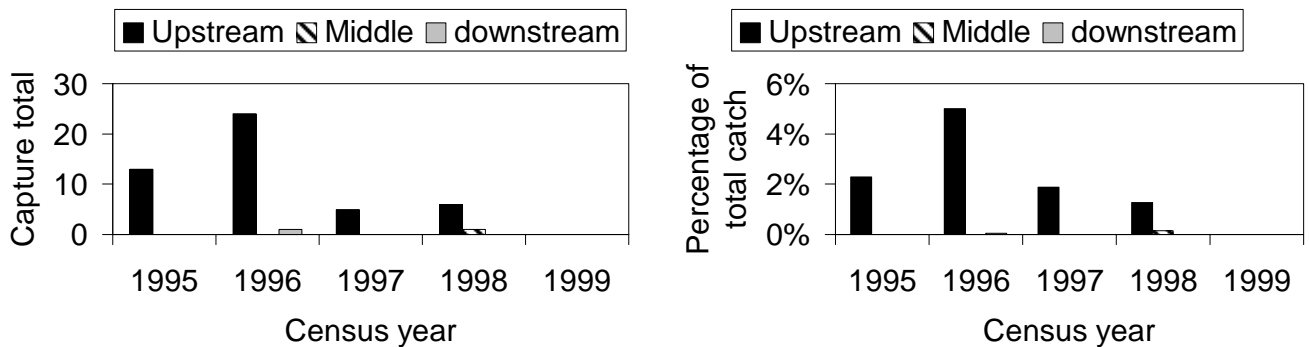 Upstream Middle downstream
Capture total
30
20
10
0
1995 1996 1997 1998 1999
Census year
Upstream Middle downstream
Percentage of
total catch
6%
4%
2%
0%
1995 1996 1997 1998 1999
Census year